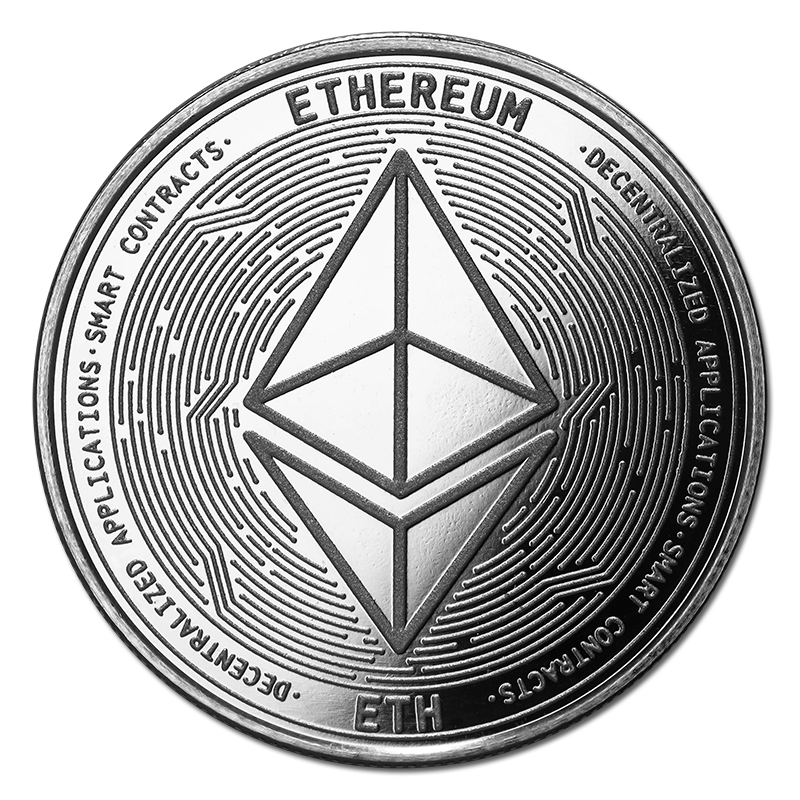 ETHEREUM
·DECENTRALIZED APPLICATIONS·SMART CONTRACTS·
ETH
·DECENTRALIZED APPLICATIONS·SMART CONTRACTS·